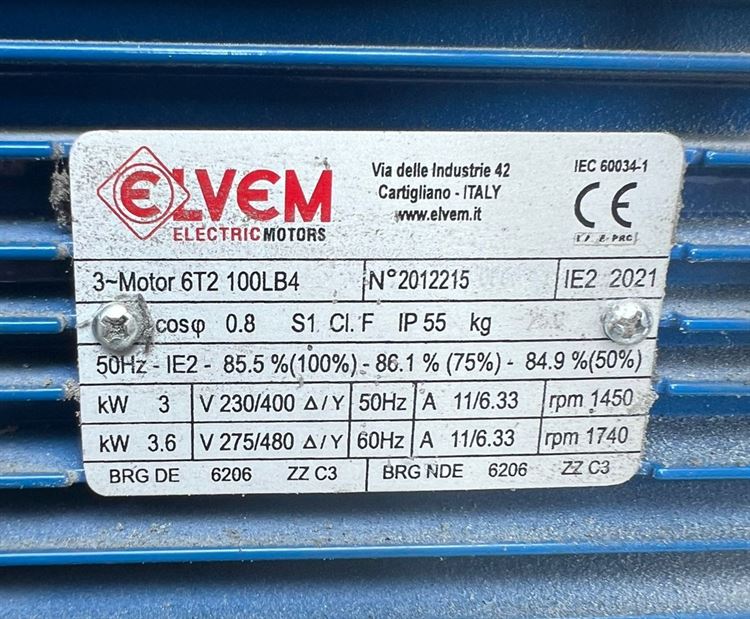 ELVEM
ELECTRICMOTORS
Via delle Industrie 42
Cartigliano - ITALY
www.elvem.it
IEC 60034-1
CE
3~Motor 6T2 100LB4 N°2012215 IE2 2021
cosφ 0.8 S1 Cl. F IP 55 kg
50Hz - IE2 - 85.5 %(100%) - 86.1 % (75%) - 84.9 %(50%)
kW 3 V 230/400 Δ/Y 50Hz A 11/6.33 rpm 1450
kW 3.6 V 275/480 Δ/Y 60Hz A 11/6.33 rpm 1740
BRG DE 6206 ZZ C3 BRG NDE 6206 ZZ C3